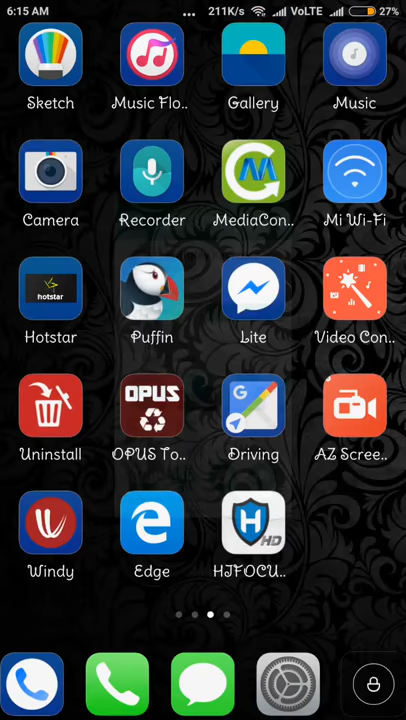 6:15 AM ... 211K/s VoLTE 27%
Sketch Music Flo.. Gallery Music
Camera Recorder MediaCon.. Mi Wi-Fi
hotstar
Hotstar Puffin Lite Video Con..
OPUS G
Uninstall OPUS To.. Driving AZ Scree..
H HD
Windy Edge HJFOCU..